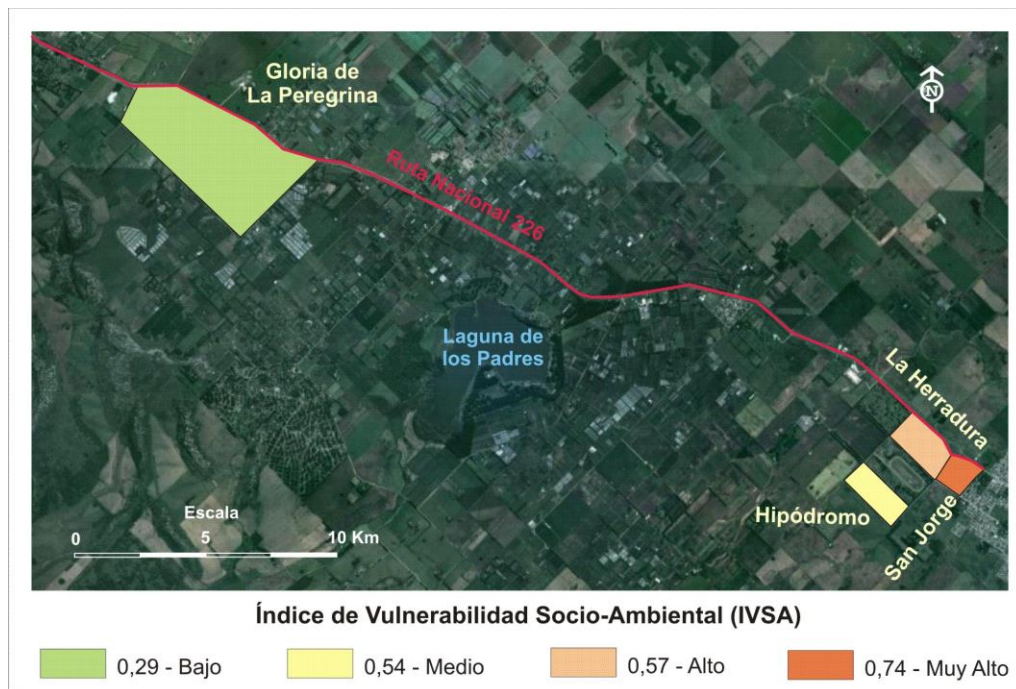 Gloria de
La Peregrina
N
Ruta Nacional 226
Laguna de
los Padres
La Herradura
Hipódromo
San Jorge
Escala
0 5 10 Km
Índice de Vulnerabilidad Socio-Ambiental (IVSA)
0,29 - Bajo
0,54 - Medio
0,57 - Alto
0,74 - Muy Alto